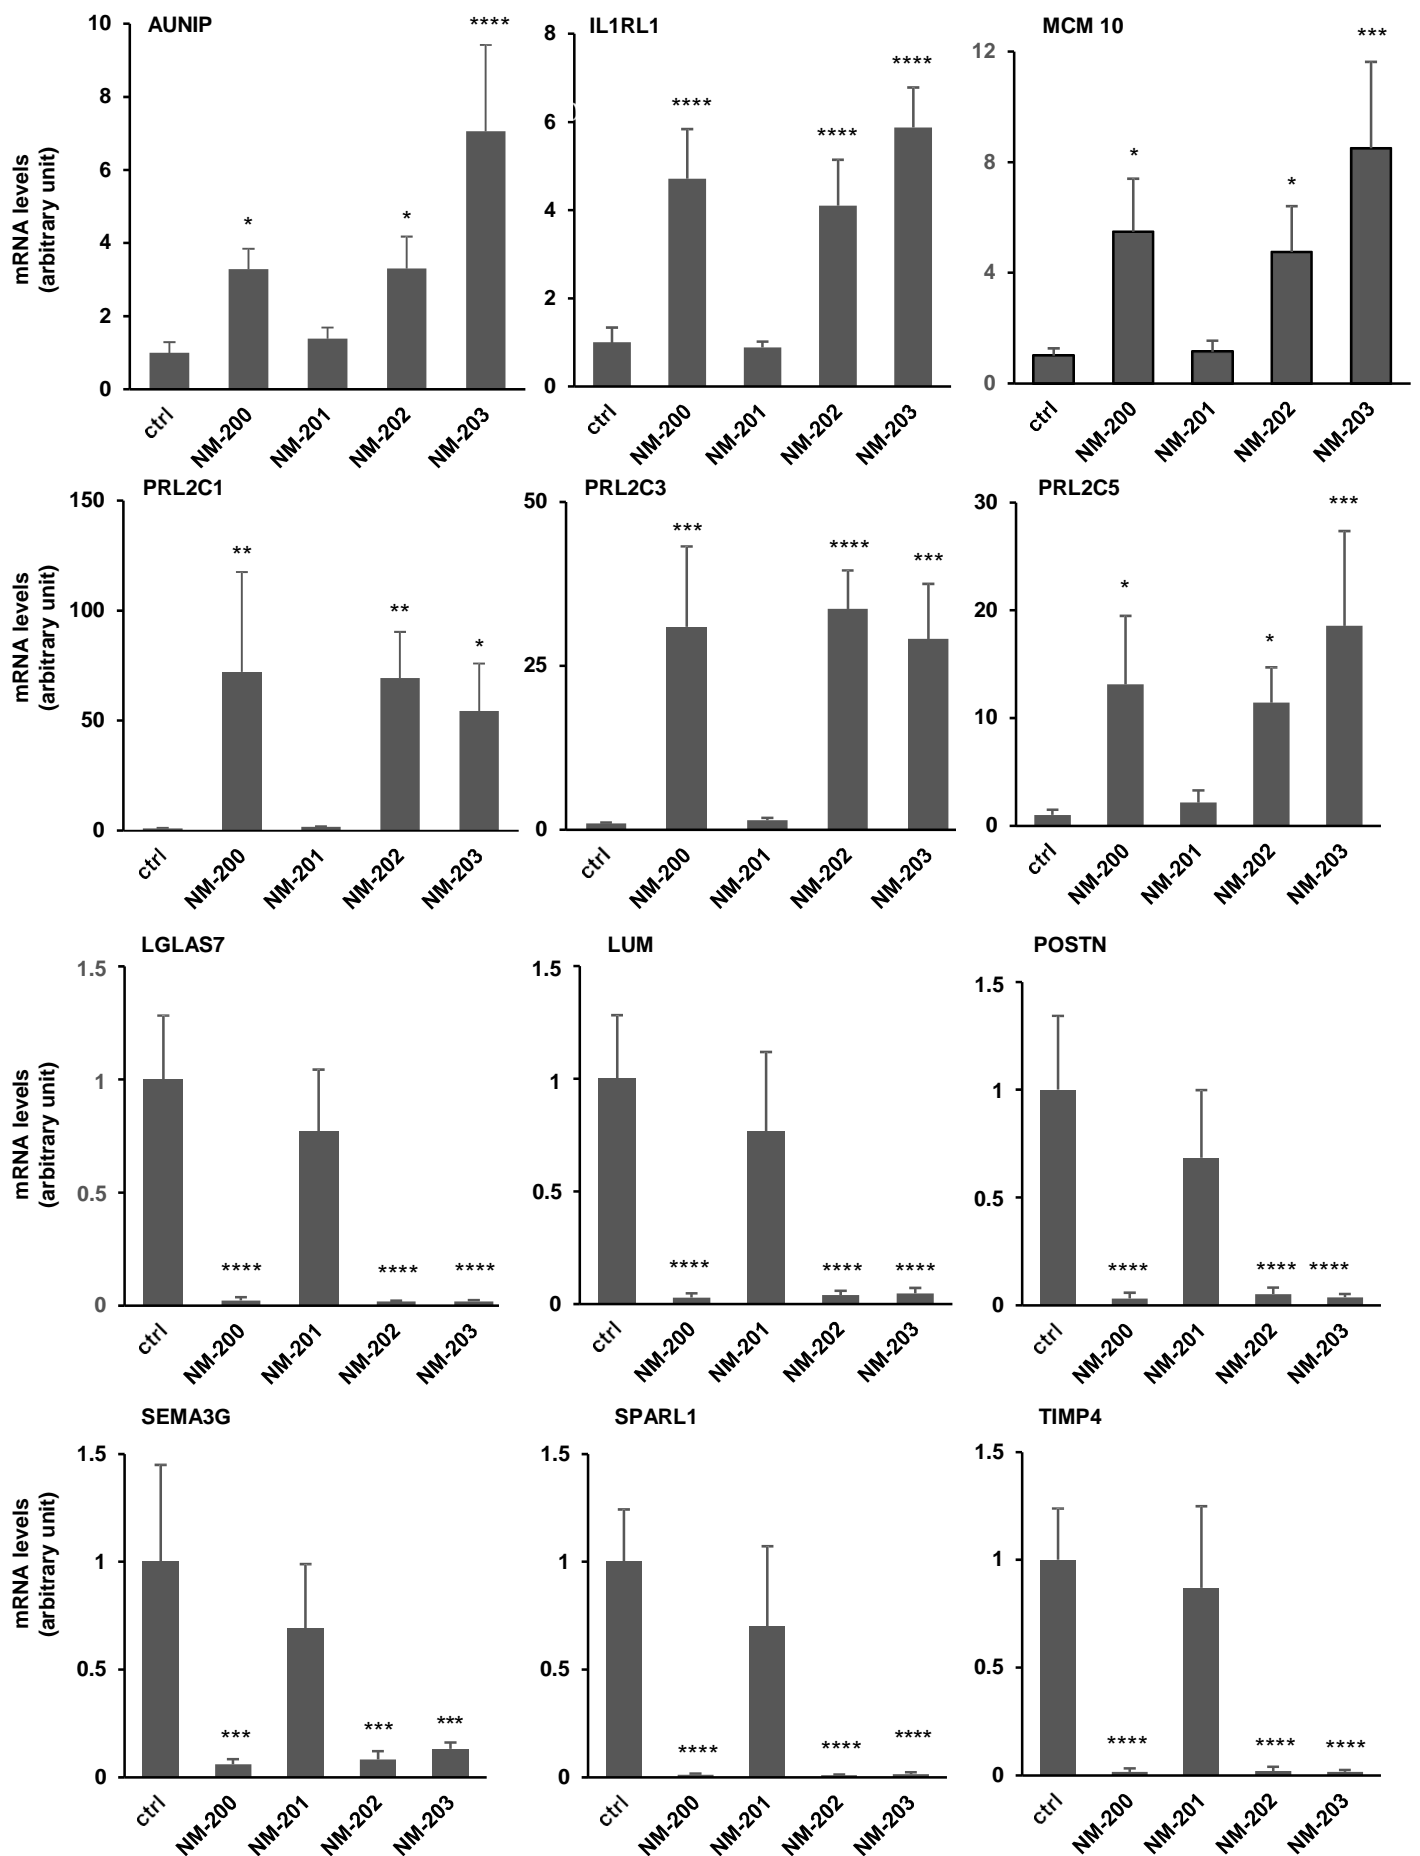 AUNIP
IL1RL1
MCM 10
mRNA levels
(arbitrary unit)
10
8
6
4
2
0
*
*
****
ctrl
NM-200
NM-201
NM-202
NM-203
8
6
4
2
0
****
****
****
ctrl
NM-200
NM-201
NM-202
NM-203
12
8
4
0
*
*
***
ctrl
NM-200
NM-201
NM-202
NM-203
PRL2C1
PRL2C3
PRL2C5
mRNA levels
(arbitrary unit)
150
100
50
0
**
**
*
ctrl
NM-200
NM-201
NM-202
NM-203
50
25
0
***
****
***
ctrl
NM-200
NM-201
NM-202
NM-203
30
20
10
0
*
*
***
ctrl
NM-200
NM-201
NM-202
NM-203
LGLAS7
LUM
POSTN
mRNA levels
(arbitrary unit)
1.5
1
0.5
0
****
****
****
ctrl
NM-200
NM-201
NM-202
NM-203
1.5
1
0.5
0
****
****
****
ctrl
NM-200
NM-201
NM-202
NM-203
1.5
1
0.5
0
****
****
****
ctrl
NM-200
NM-201
NM-202
NM-203
SEMA3G
SPARL1
TIMP4
mRNA levels
(arbitrary unit)
1.5
1
0.5
0
***
***
***
ctrl
NM-200
NM-201
NM-202
NM-203
1.5
1
0.5
0
****
****
****
ctrl
NM-200
NM-201
NM-202
NM-203
1.5
1
0.5
0
****
****
****
ctrl
NM-200
NM-201
NM-202
NM-203